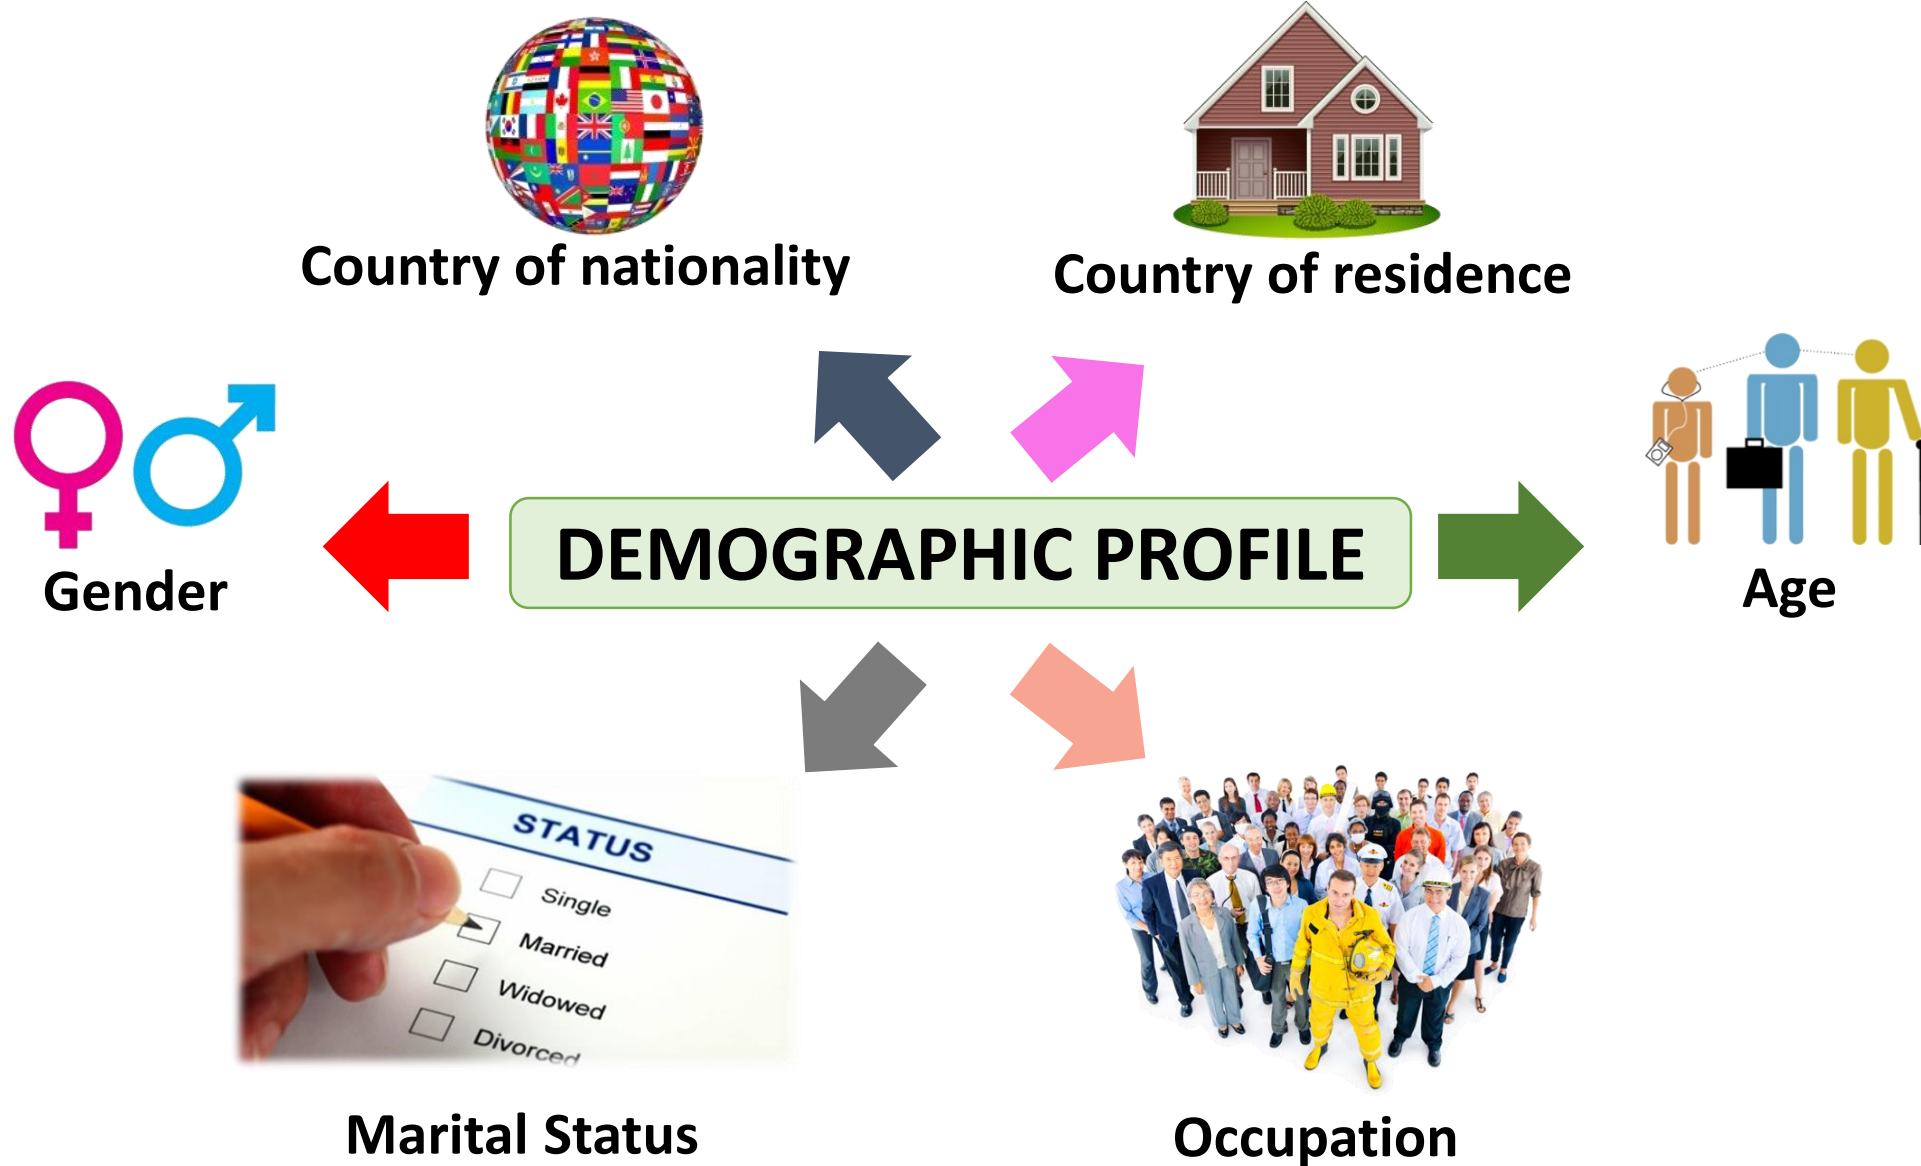 Country of nationality
Country of residence
Gender
DEMOGRAPHIC PROFILE
Age
STATUS
Single
Married
Widowed
Divorced
Marital Status
Occupation